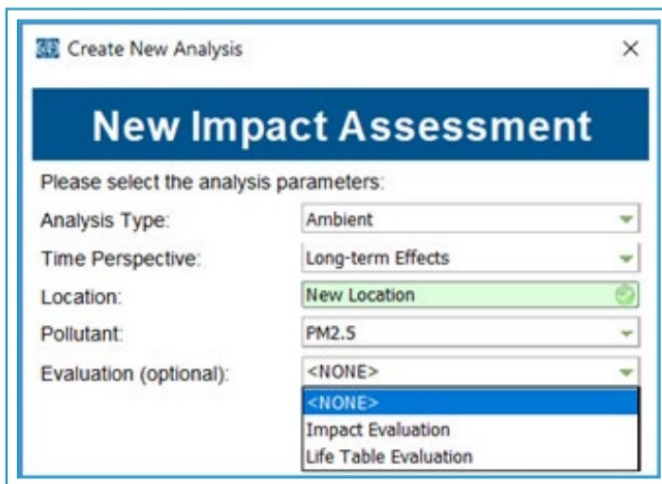 Create New Analysis
New Impact Assessment
Please select the analysis parameters:
Analysis Type: Ambient
Time Perspective: Long-term Effects
Location: New Location
Pollutant: PM2.5
Evaluation (optional): <NONE>
<NONE>
Impact Evaluation
Life Table Evaluation